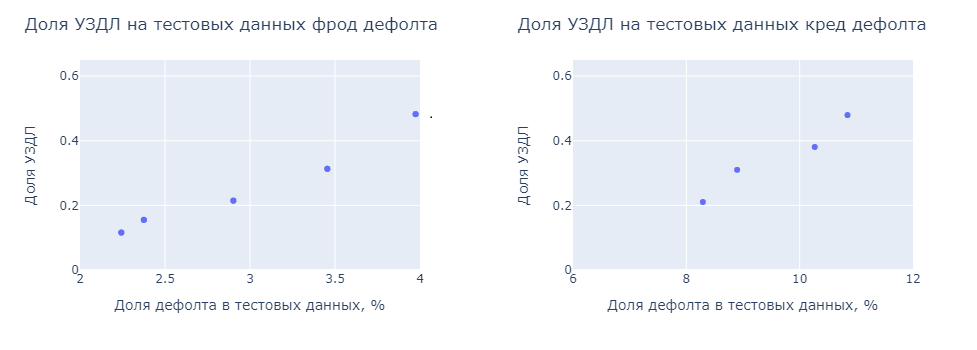 Доля УЗДЛ на тестовых данных фрод дефолта
Доля УЗДЛ
0.6
0.4
0.2
0
2 2.5 3 3.5 4
Доля дефолта в тестовых данных, %
.
Доля УЗДЛ на тестовых данных кред дефолта
Доля УЗДЛ
0.6
0.4
0.2
0
6 8 10 12
Доля дефолта в тестовых данных, %